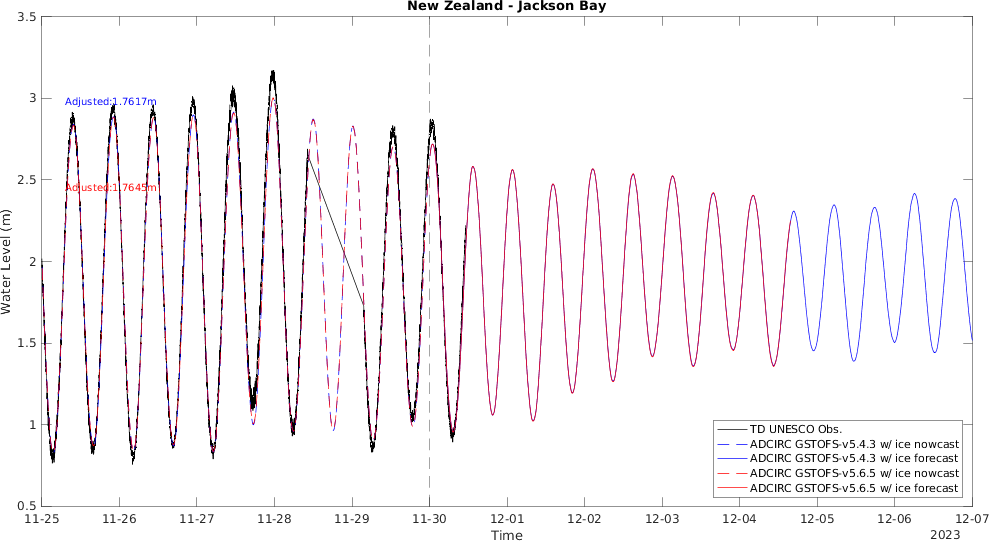 New Zealand - Jackson Bay
Water Level (m)
3.5
3
2.5
2
1.5
1
0.5
Adjusted:1.7617m
Adjusted:1.7645m
TD UNESCO Obs.
ADCIRC GSTOFS-v5.4.3 w/ ice nowcast
ADCIRC GSTOFS-v5.4.3 w/ ice forecast
ADCIRC GSTOFS-v5.6.5 w/ ice nowcast
ADCIRC GSTOFS-v5.6.5 w/ ice forecast
11-25 11-26 11-27 11-28 11-29 11-30 12-01 12-02 12-03 12-04 12-05 12-06 12-07
Time
2023